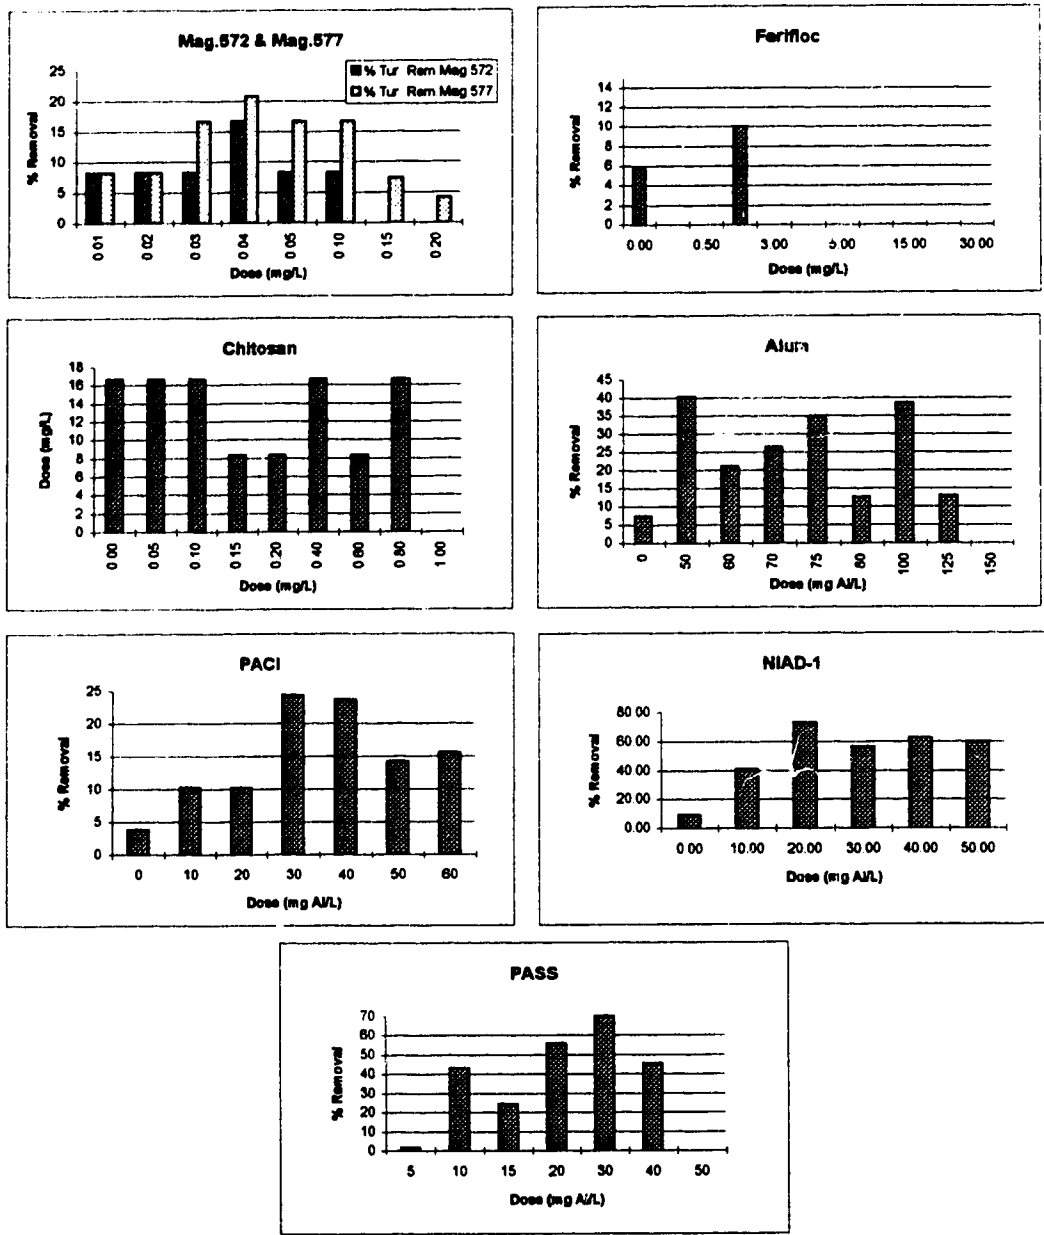 Mag.572 & Mag.577
% Tur Rem Mag 572
% Tur Rem Mag 577
% Removal
25
20
15
10
5
0
0 01 0 02 0 03 0 04 0 05 0 10 0 15 0 20
Dose (mg/L)
Ferifloc
% Removal
14
12
10
8
6
4
2
0
0.00 0.50 3.00 5.00 15 00 30 00
Dose (mg/L)
Chitosan
Dose (mg/L)
18
16
14
12
10
8
6
4
2
0
0 00 0 05 0 10 0 15 0 20 0 40 0 60 0 80 1 00
Dose (mg/L)
Alum
% Removal
45
40
35
30
25
20
15
10
5
0
0 50 60 70 75 80 100 125 150
Dose (mg Al/L)
PACl
% Removal
25
20
15
10
5
0
0 10 20 30 40 50 60
Dose (mg Al/L)
NIAD-1
% Removal
80 00
60.00
40.00
20.00
0.00
0 00 10.00 20.00 30.00 40 00 50 00
Dose (mg Al/L)
PASS
% Removal
70
60
50
40
30
20
10
0
5 10 15 20 30 40 50
Dose (mg Al/L)